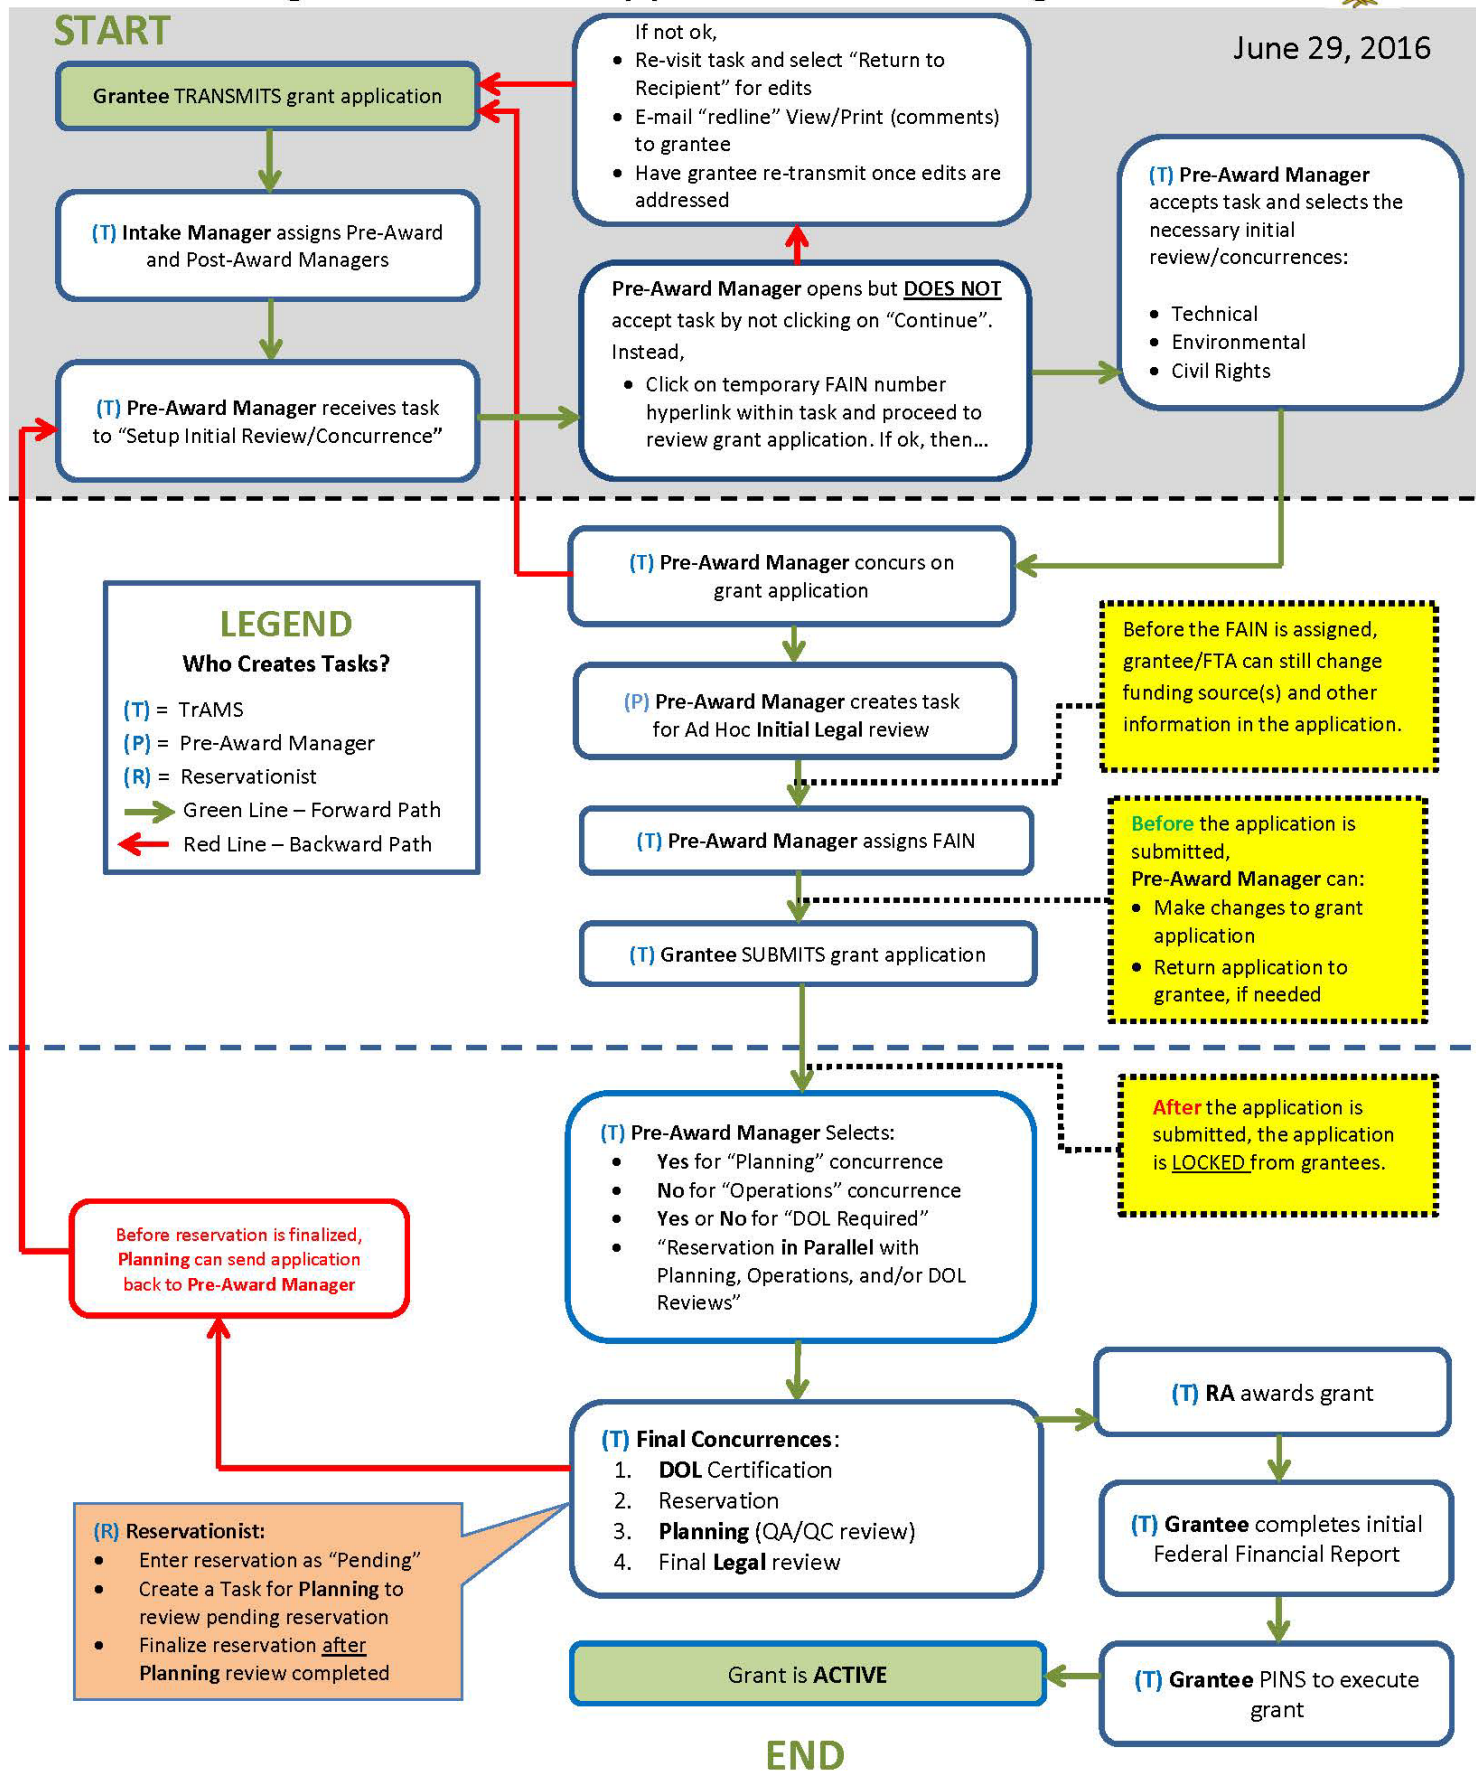 START
June 29, 2016
Grantee TRANSMITS grant application
(T) Intake Manager assigns Pre-Award
and Post-Award Managers
(T) Pre-Award Manager receives task
to “Setup Initial Review/Concurrence”
If not ok,
• Re-visit task and select “Return to
Recipient” for edits
• E-mail “redline” View/Print (comments)
to grantee
• Have grantee re-transmit once edits are
addressed
Pre-Award Manager opens but DOES NOT
accept task by not clicking on “Continue”.
Instead,
• Click on temporary FAIN number
hyperlink within task and proceed to
review grant application. If ok, then…
(T) Pre-Award Manager
accepts task and selects the
necessary initial
review/concurrences:
• Technical
• Environmental
• Civil Rights
(T) Pre-Award Manager concurs on
grant application
LEGEND
Who Creates Tasks?
(T) = TrAMS
(P) = Pre-Award Manager
(R) = Reservationist
Green Line – Forward Path
Red Line – Backward Path
(P) Pre-Award Manager creates task
for Ad Hoc Initial Legal review
Before the FAIN is assigned,
grantee/FTA can still change
funding source(s) and other
information in the application.
(T) Pre-Award Manager assigns FAIN
Before the application is
submitted,
Pre-Award Manager can:
• Make changes to grant
application
• Return application to
grantee, if needed
(T) Grantee SUBMITS grant application
After the application is
submitted, the application
is LOCKED from grantees.
(T) Pre-Award Manager Selects:
• Yes for “Planning” concurrence
• No for “Operations” concurrence
• Yes or No for “DOL Required”
• “Reservation in Parallel with
Planning, Operations, and/or DOL
Reviews”
Before reservation is finalized,
Planning can send application
back to Pre-Award Manager
(T) Final Concurrences:
1. DOL Certification
2. Reservation
3. Planning (QA/QC review)
4. Final Legal review
(R) Reservationist:
• Enter reservation as “Pending”
• Create a Task for Planning to
review pending reservation
• Finalize reservation after
Planning review completed
(T) RA awards grant
(T) Grantee completes initial
Federal Financial Report
(T) Grantee PINS to execute
grant
Grant is ACTIVE
END